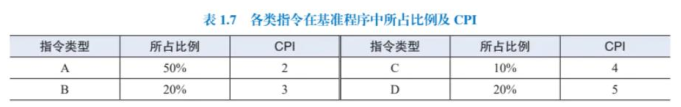 表 1.7 各类指令在基准程序中所占比例及 CPI
指令类型 所占比例 CPI 指令类型 所占比例 CPI
A 50% 2 C 10% 4
B 20% 3 D 20% 5